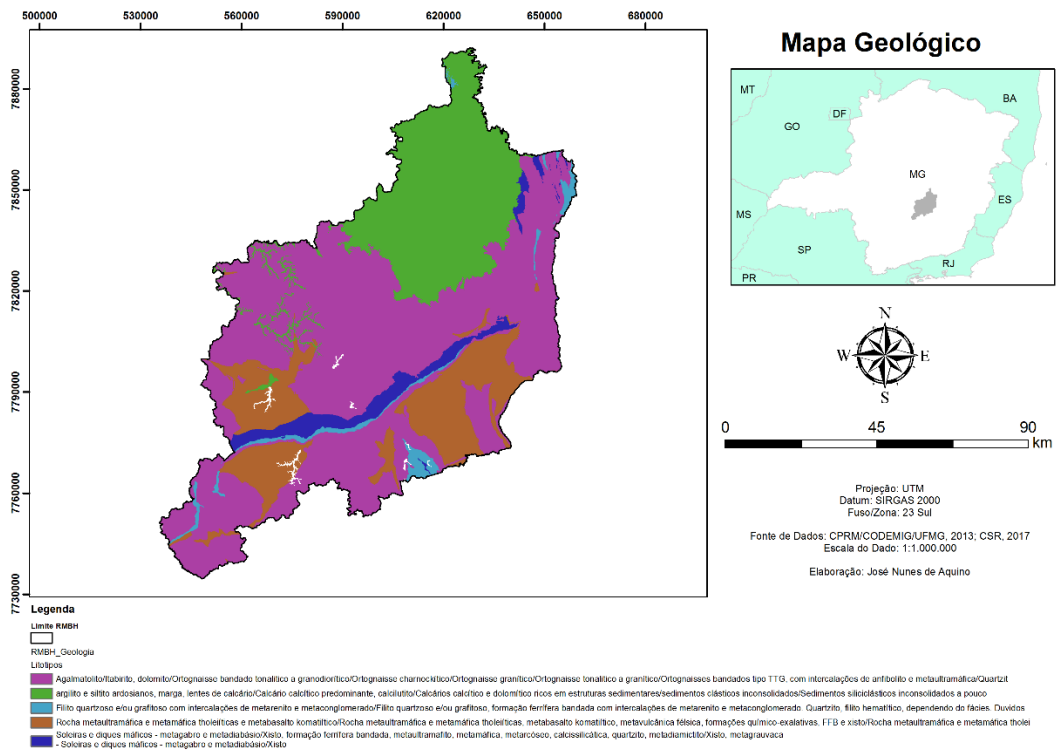 500000 530000 560000 590000 620000 650000 680000
Mapa Geológico
7880000
7850000
7820000
7790000
7760000
7730000
MT
GO
DF
BA
MG
MS
ES
SP
RJ
PR
N
W E
S
0 45 90
km
Projeção: UTM
Datum: SIRGAS 2000
Fuso/Zona: 23 Sul
Fonte de Dados: CPRM/CODEMIG/UFMG, 2013; CSR, 2017
Escala do Dado: 1:1.000.000
Elaboração: José Nunes de Aquino
Legenda
Limite RMBH
RMBH_Geologia
Litotipos
Agalmatolito/Itabirito, dolomito/Ortognaisse bandado tonalítico a granodiorítico/Ortognaisse charnockítico/Ortognaisse granítico/Ortognaisse tonalítico a granítico/Ortognaisses bandados tipo TTG, com intercalações de anfibolito e metaultramáfica/Quartzit
argilito e siltito ardosianos, marga, lentes de calcário/Calcário calcítico predominante, calcilutito/Calcários calcítico e dolomítico ricos em estruturas sedimentares/sedimentos clásticos inconsolidados/Sedimentos siliciclásticos inconsolidados a pouco
Filito quartzoso e/ou grafitoso com intercalações de metarenito e metaconglomerado/Filito quartzoso e/ou grafitoso, formação ferrífera bandada com intercalações de metarenito e metaconglomerado. Quartzito, filito hematítico, dependendo do fácies. Duvidos
Rocha metaultramáfica e metamáfica tholeiíticas e metabasalto komatiítico/Rocha metaultramáfica e metamáfica tholeiíticas, metabasalto komatiítico, metavulcânica félsica, formações químico-exalativas. FFB e xisto/Rocha metaultramáfica e metamáfica tholei
Soleiras e diques máficos - metagabro e metadiabásio/Xisto, formação ferrífera bandada, metaultramafito, metamáfica, metarcóseo, calcissilicática, quartzito, metadiamictito/Xisto, metagrauvaca
- Soleiras e diques máficos - metagabro e metadiabásio/Xisto